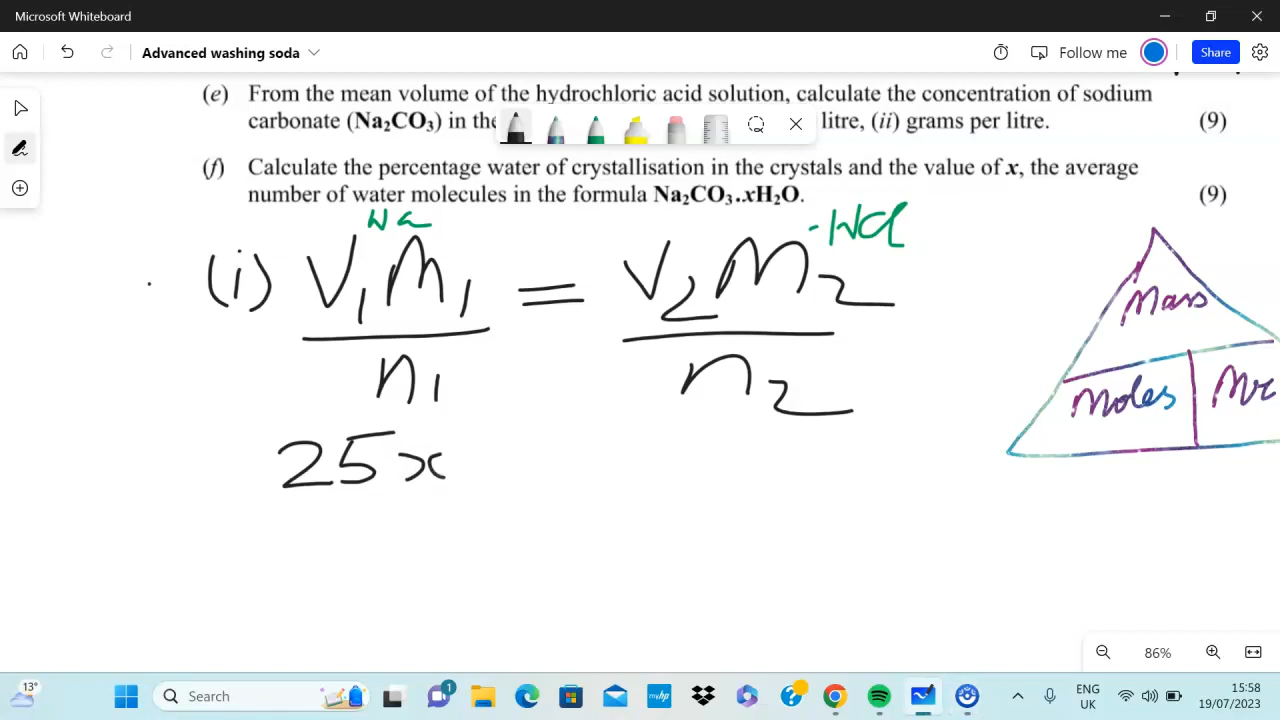 Microsoft Whiteboard
Advanced washing soda
Follow me
Share
(e) From the mean volume of the hydrochloric acid solution, calculate the concentration of sodium
carbonate (Na₂CO₃) in the litre, (ii) grams per litre. (9)
(f) Calculate the percentage water of crystallisation in the crystals and the value of x, the average
number of water molecules in the formula Na₂CO₃.xH₂O. (9)
Na
HCl
(i) V₁M₁ = V₂M₂
n₁ n₂
25x
Mass
Moles Mr
86%
13°
Search
1
myhp
ENG
UK
15:58
19/07/2023